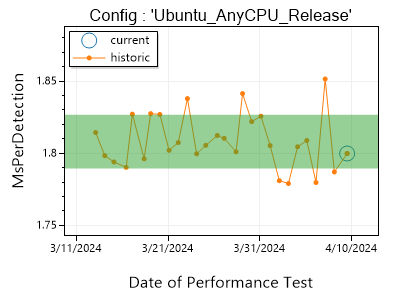 Config : 'Ubuntu_AnyCPU_Release'
current
historic
MsPerDetection
1.85
1.8
1.75
3/11/2024 3/21/2024 3/31/2024 4/10/2024
Date of Performance Test